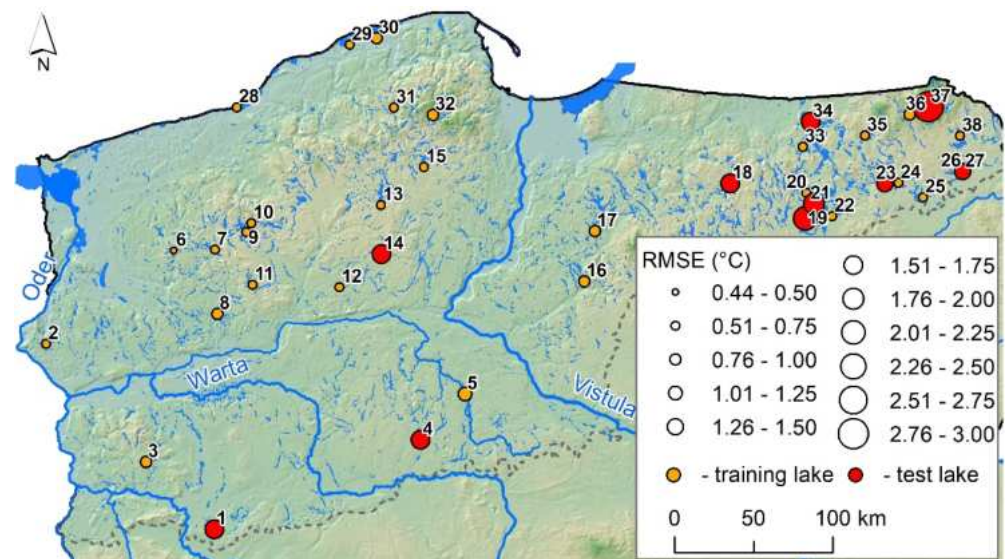 29 30
N
37
28
31 32
34
36
35
38
33
15
26 27
18
23 24
20
25
10
13
21
22
9
19
17
6 7
14
11
12
16
8
Oder
2
Warta
Vistula
5
4
3
1
RMSE (°C)
0.44 - 0.50
0.51 - 0.75
0.76 - 1.00
1.01 - 1.25
1.26 - 1.50
1.51 - 1.75
1.76 - 2.00
2.01 - 2.25
2.26 - 2.50
2.51 - 2.75
2.76 - 3.00
- training lake
- test lake
0 50 100 km